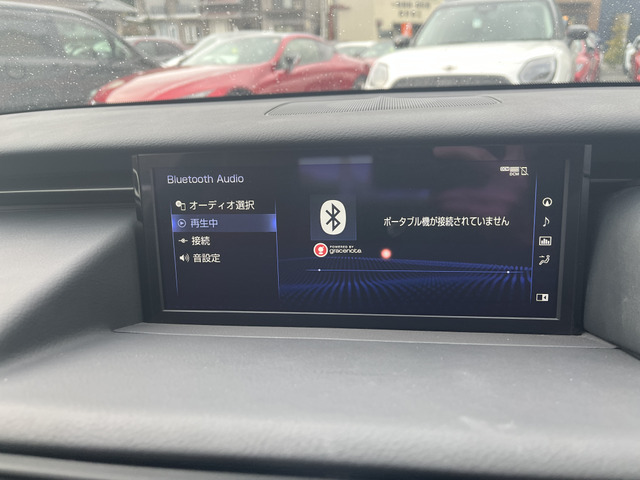 Bluetooth Audio
オーディオ選択
再生中
接続
音設定
ポータブル機が接続されていません
POWERED BY
gracenote.